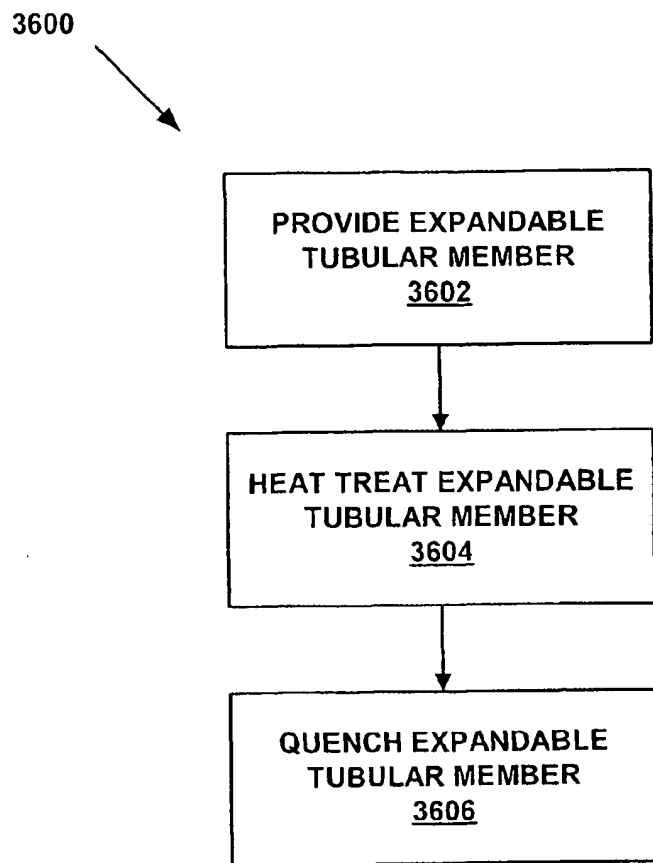 3600
PROVIDE EXPANDABLE
TUBULAR MEMBER
3602
HEAT TREAT EXPANDABLE
TUBULAR MEMBER
3604
QUENCH EXPANDABLE
TUBULAR MEMBER
3606